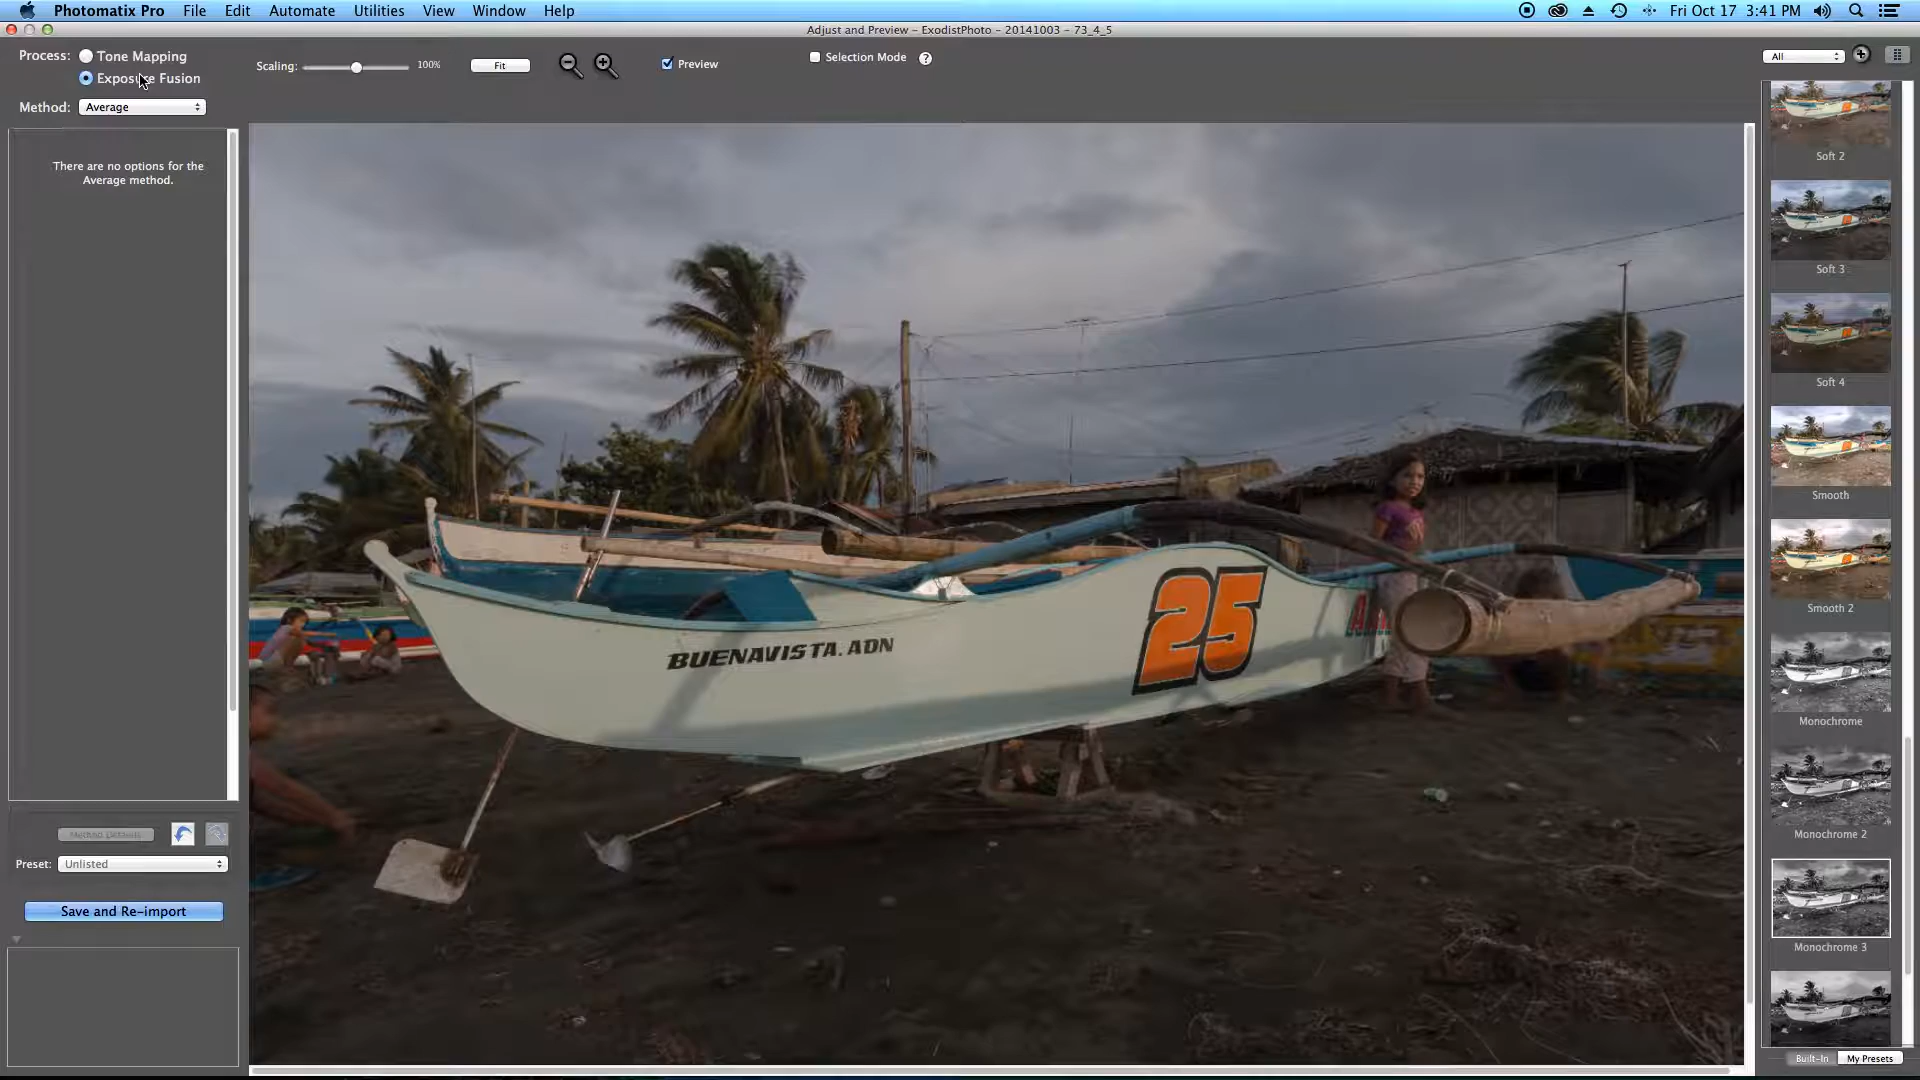 Photomatix Pro File Edit Automate Utilities View Window Help Fri Oct 17 3:41 PM
Adjust and Preview – ExodistPhoto – 20141003 – 73_4_5
Process: Tone Mapping
Exposure Fusion
Scaling: 100% Fit Preview Selection Mode ? All
Method: Average
There are no options for the
Average method.
Soft 2
Soft 3
Soft 4
Smooth
Smooth 2
Monochrome
Monochrome 2
Monochrome 3
25
BUENAVISTA. ADN
Method Defaults
Preset: Unlisted
Save and Re-import
Built-In My Presets